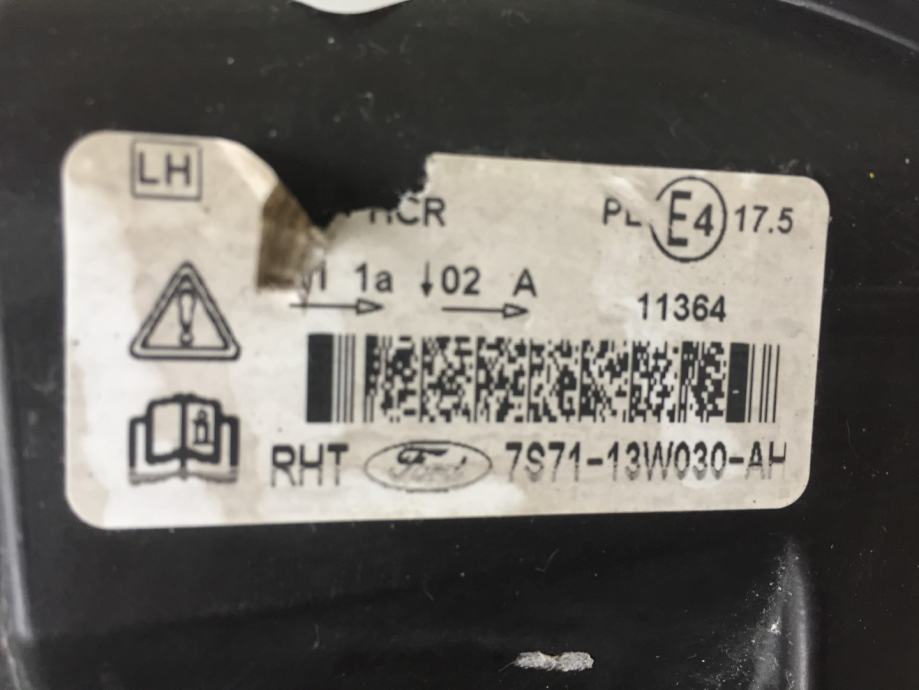 LH
HCR PL E4 17.5
1a ↓02 A
11364
RHT Ford 7S71-13W030-AH